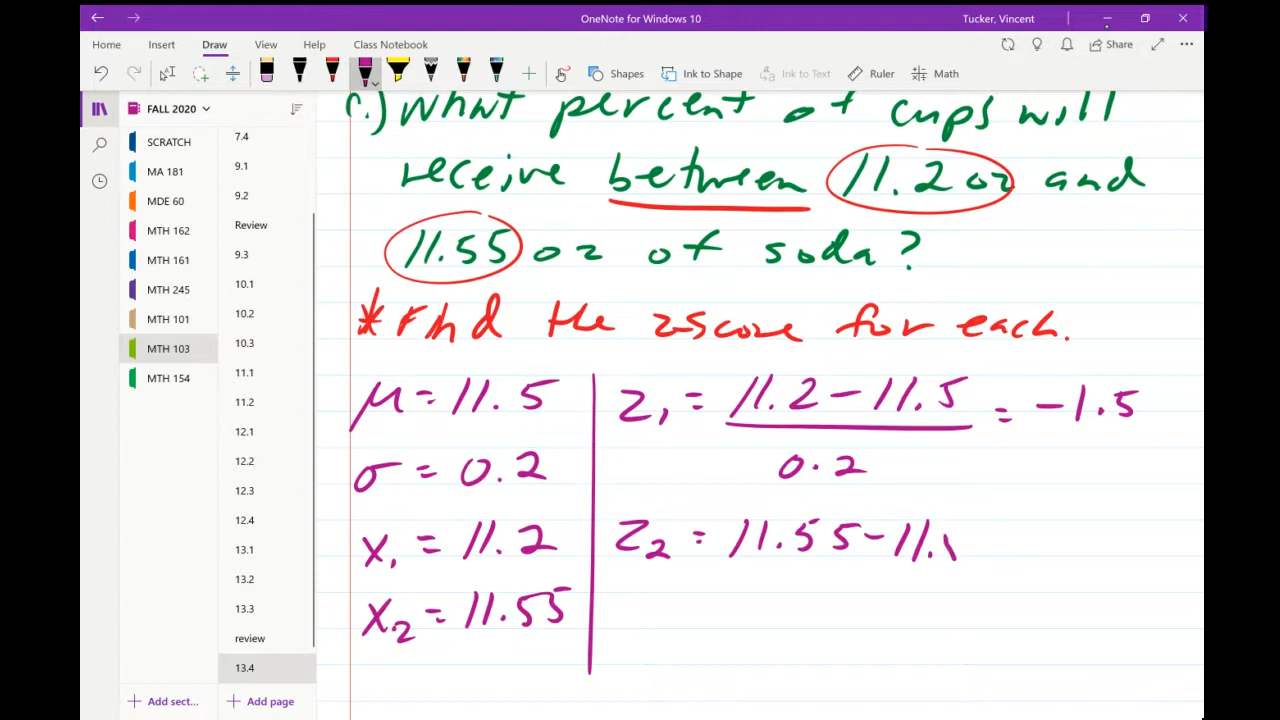 OneNote for Windows 10
Tucker, Vincent
Home Insert Draw View Help Class Notebook
Share
Shapes Ink to Shape Ink to Text Ruler Math
FALL 2020
SCRATCH
MA 181
MDE 60
MTH 162
MTH 161
MTH 245
MTH 101
MTH 103
MTH 154
Add sect...
7.4
9.1
9.2
Review
9.3
10.1
10.2
10.3
11.1
11.2
12.1
12.2
12.3
12.4
13.1
13.2
13.3
review
13.4
Add page
What percent of cups will
receive between 11.2 oz and
11.55 oz of soda?
*Find the z-score for each.
μ = 11.5
σ = 0.2
x₁ = 11.2
x₂ = 11.55
z₁ = 11.2 - 11.5 = -1.5
0.2
z₂ = 11.55 - 11.